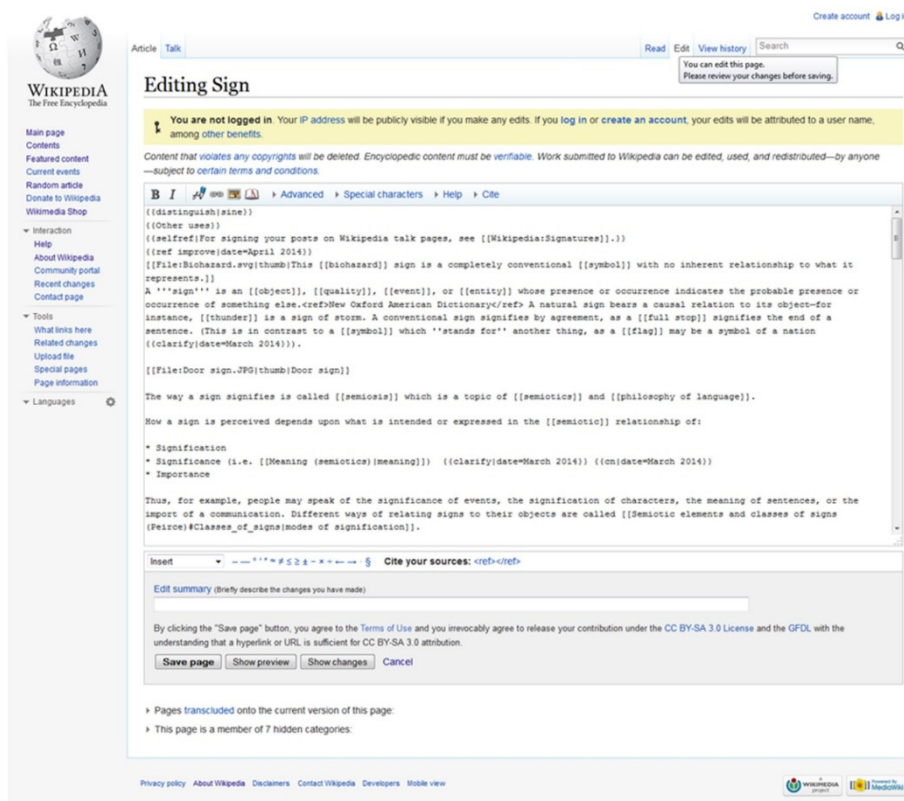 Create account Log i
Article Talk Read Edit View history Search
You can edit this page.
Please review your changes before saving.
WIKIPEDIA
The Free Encyclopedia
Main page
Contents
Featured content
Current events
Random article
Donate to Wikipedia
Wikimedia Shop
Interaction
Help
About Wikipedia
Community portal
Recent changes
Contact page
Tools
What links here
Related changes
Upload file
Special pages
Page information
Languages
Editing Sign
You are not logged in. Your IP address will be publicly visible if you make any edits. If you log in or create an account, your edits will be attributed to a user name,
among other benefits.
Content that violates any copyrights will be deleted. Encyclopedic content must be verifiable. Work submitted to Wikipedia can be edited, used, and redistributed—by anyone
—subject to certain terms and conditions.
B I Advanced Special characters Help Cite
{{distinguish|sine}}
{{Other uses}}
{{selfref|For signing your posts on Wikipedia talk pages, see [[Wikipedia:Signatures]].}}
{{ref improve|date=April 2014}}
[[File:Biohazard.svg|thumb|This [[biohazard]] sign is a completely conventional [[symbol]] with no inherent relationship to what it
represents.]]
A '''sign''' is an [[object]], [[quality]], [[event]], or [[entity]] whose presence or occurrence indicates the probable presence or
occurrence of something else.<ref>New Oxford American Dictionary</ref> A natural sign bears a causal relation to its object—for
instance, [[thunder]] is a sign of storm. A conventional sign signifies by agreement, as a [[full stop]] signifies the end of a
sentence. (This is in contrast to a [[symbol]] which ''stands for'' another thing, as a [[flag]] may be a symbol of a nation
{{clarify|date=March 2014}}).
[[File:Door sign.JPG|thumb|Door sign]]
The way a sign signifies is called [[semiosis]] which is a topic of [[semiotics]] and [[philosophy of language]].
How a sign is perceived depends upon what is intended or expressed in the [[semiotic]] relationship of:
* Signification
* Significance (i.e. [[Meaning (semiotics)|meaning]]) {{clarify|date=March 2014}} {{cn|date=March 2014}}
* Importance
Thus, for example, people may speak of the significance of events, the signification of characters, the meaning of sentences, or the
import of a communication. Different ways of relating signs to their objects are called [[Semiotic elements and classes of signs
(Peirce)#Classes_of_signs|modes of signification]].
Insert – — ° ′ ″ ≈ ≠ ≤ ≥ ± − × ÷ ← → · § Cite your sources: <ref></ref>
Edit summary (Briefly describe the changes you have made)
By clicking the "Save page" button, you agree to the Terms of Use and you irrevocably agree to release your contribution under the CC BY-SA 3.0 License and the GFDL with the
understanding that a hyperlink or URL is sufficient for CC BY-SA 3.0 attribution.
Save page Show preview Show changes Cancel
Pages transcluded onto the current version of this page:
This page is a member of 7 hidden categories:
Privacy policy About Wikipedia Disclaimers Contact Wikipedia Developers Mobile view
A WIKIMEDIA project
Powered By MediaWiki